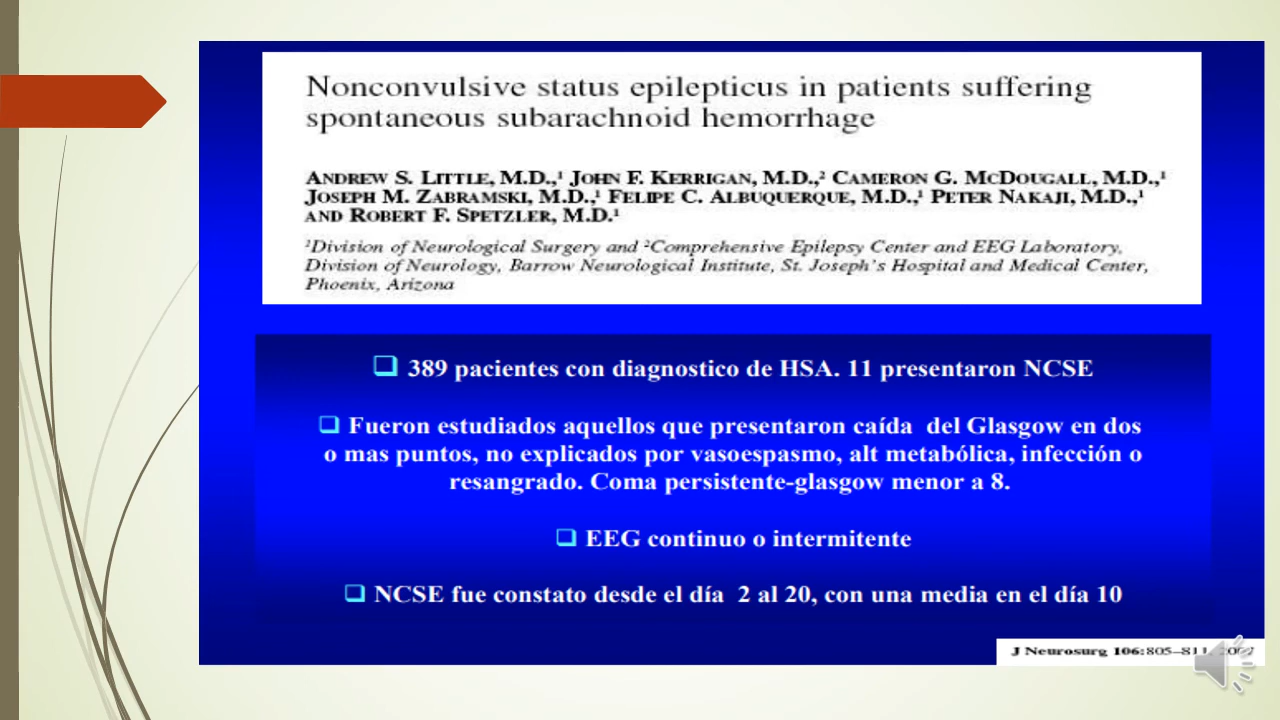 Nonconvulsive status epilepticus in patients suffering
spontaneous subarachnoid hemorrhage
ANDREW S. LITTLE, M.D.,¹ JOHN F. KERRIGAN, M.D.,² CAMERON G. MCDOUGALL, M.D.,¹
JOSEPH M. ZABRAMSKI, M.D.,¹ FELIPE C. ALBUQUERQUE, M.D.,¹ PETER NAKAJI, M.D.,¹
AND ROBERT F. SPETZLER, M.D.¹
¹Division of Neurological Surgery and ²Comprehensive Epilepsy Center and EEG Laboratory,
Division of Neurology, Barrow Neurological Institute, St. Joseph's Hospital and Medical Center,
Phoenix, Arizona
❑ 389 pacientes con diagnostico de HSA. 11 presentaron NCSE
❑ Fueron estudiados aquellos que presentaron caída del Glasgow en dos
o mas puntos, no explicados por vasoespasmo, alt metabólica, infección o
resangrado. Coma persistente-glasgow menor a 8.
❑ EEG continuo o intermitente
❑ NCSE fue constato desde el día 2 al 20, con una media en el día 10
J Neurosurg 106:805–811,